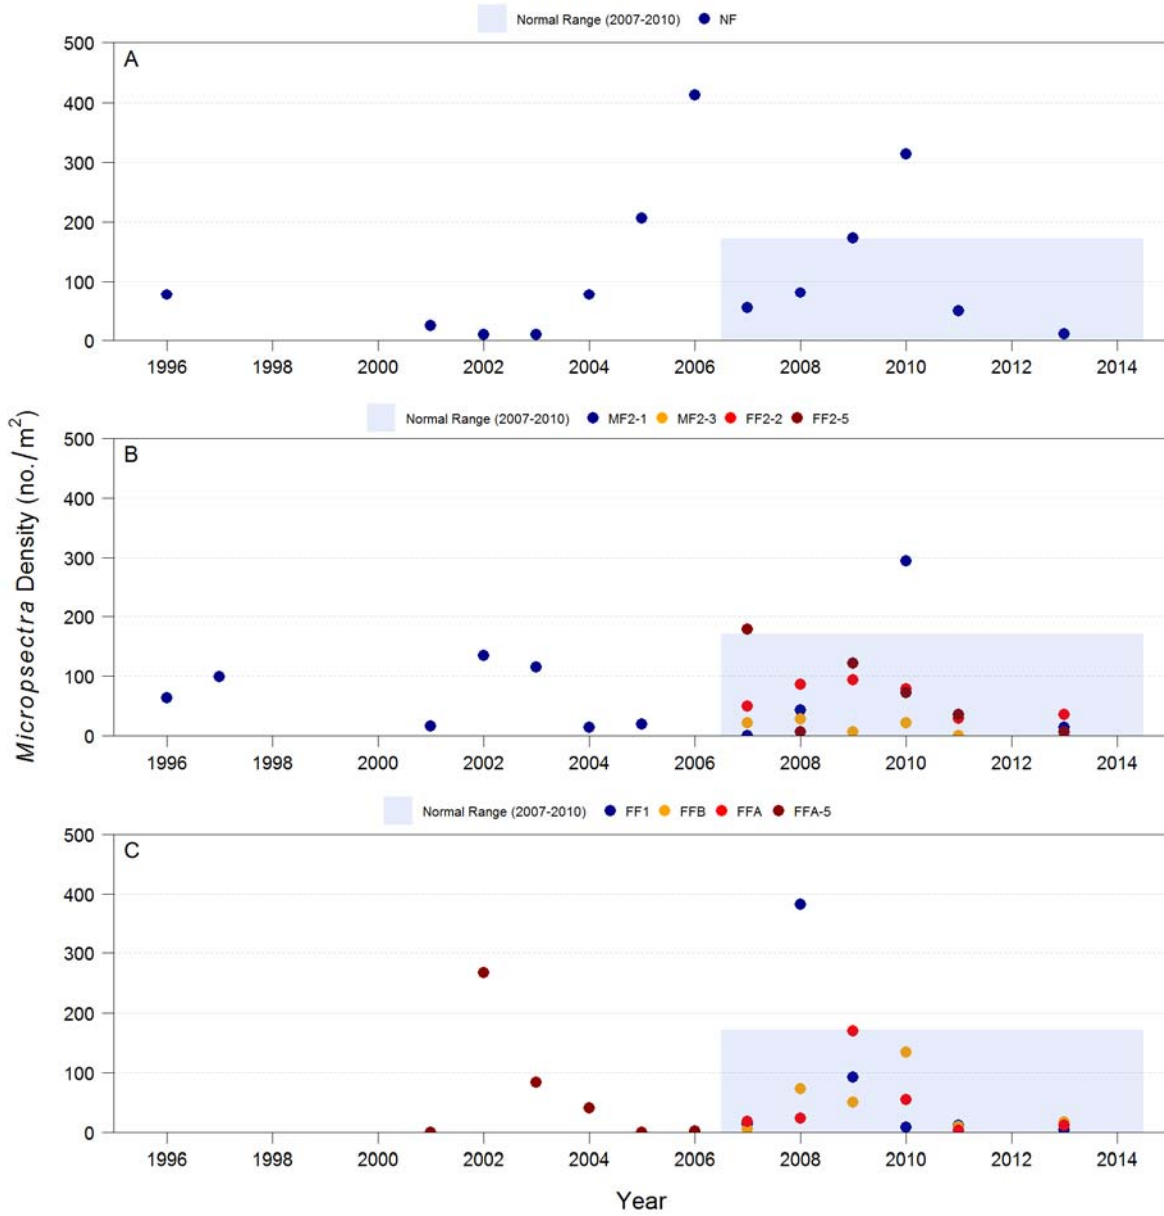 Normal Range (2007-2010) NF
A
500
400
300
200
100
0
1996 1998 2000 2002 2004 2006 2008 2010 2012 2014
Normal Range (2007-2010) MF2-1 MF2-3 FF2-2 FF2-5
B
500
400
300
200
100
0
1996 1998 2000 2002 2004 2006 2008 2010 2012 2014
Micropsectra Density (no./m²)
Normal Range (2007-2010) FF1 FFB FFA FFA-5
C
500
400
300
200
100
0
1996 1998 2000 2002 2004 2006 2008 2010 2012 2014
Year